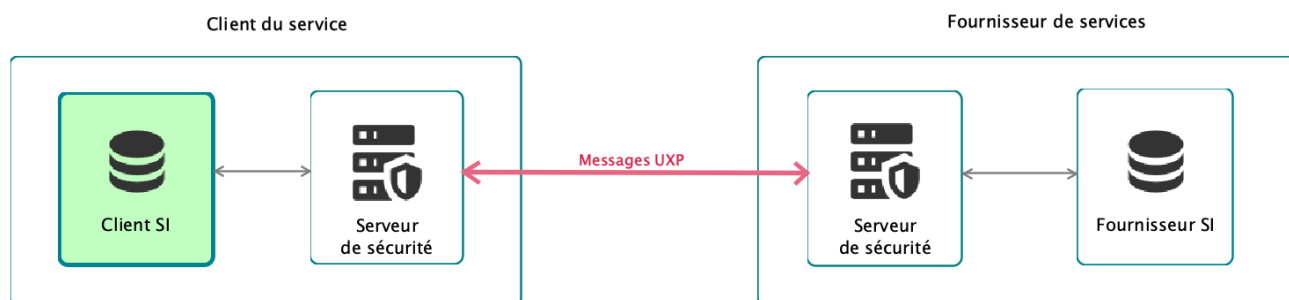 Client du service
Fournisseur de services
Client SI
Serveur
de sécurité
Messages UXP
Serveur
de sécurité
Fournisseur SI